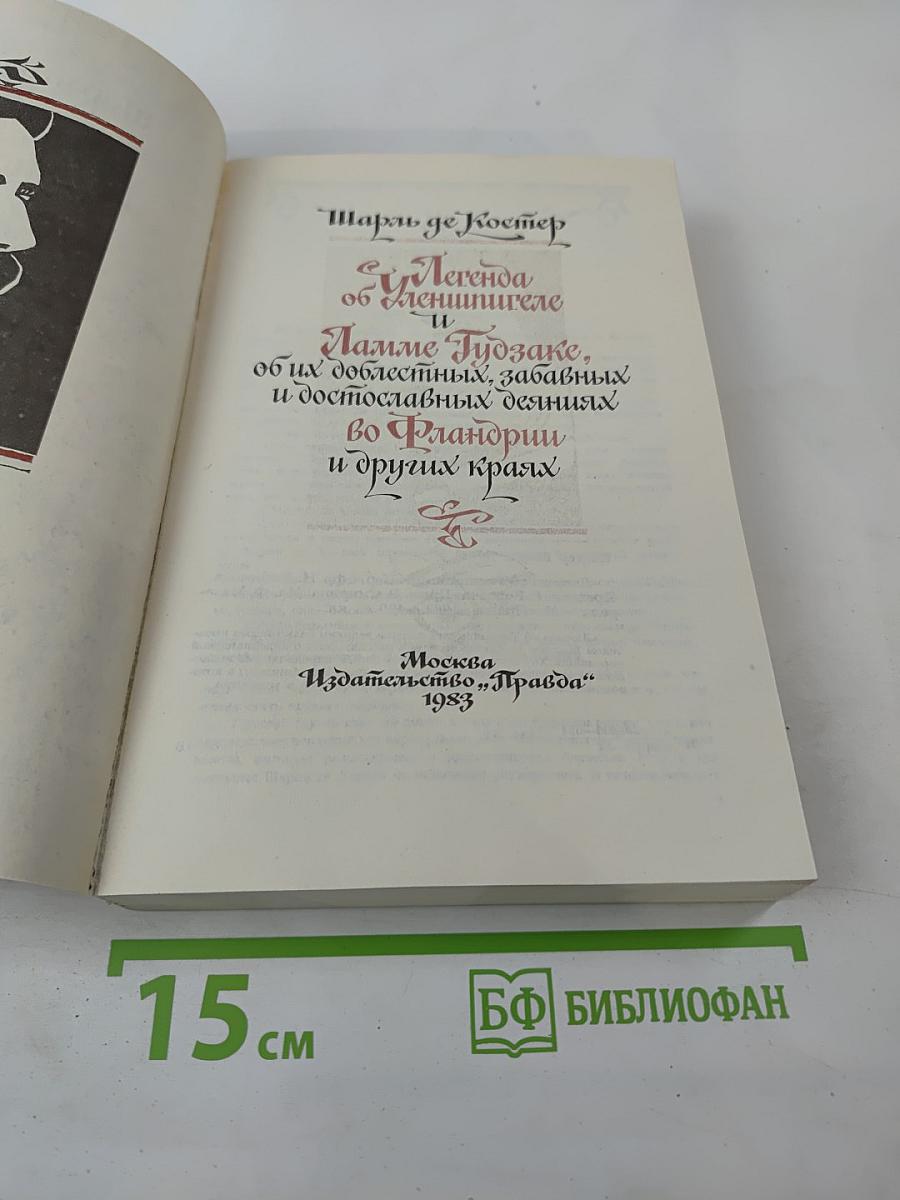 Шарль де Костер
Легенда
об Уленшпигеле
и
Ламме Гудзаке,
об их доблестных, забавных
и достославных деяниях
во Фландрии
и других краях
Москва
Издательство „Правда“
1983
15 см
БФ БИБЛИОФАН